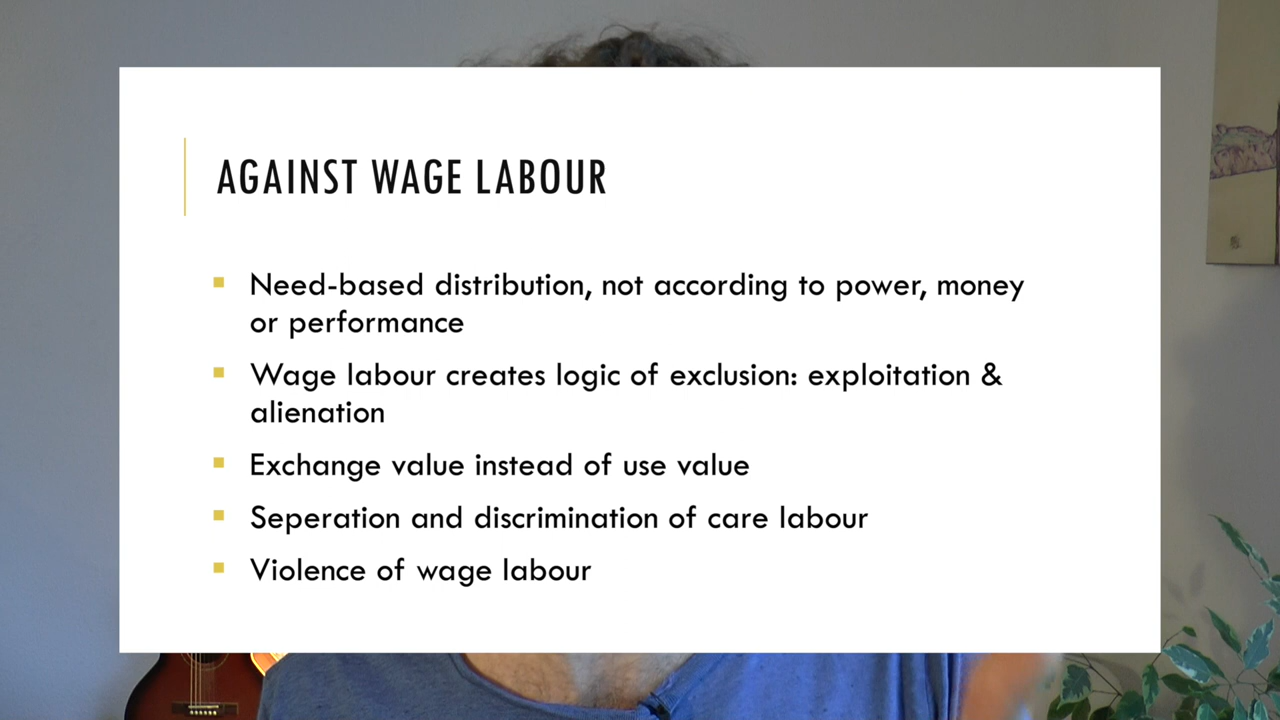 AGAINST WAGE LABOUR
Need-based distribution, not according to power, money
or performance
Wage labour creates logic of exclusion: exploitation &
alienation
Exchange value instead of use value
Seperation and discrimination of care labour
Violence of wage labour